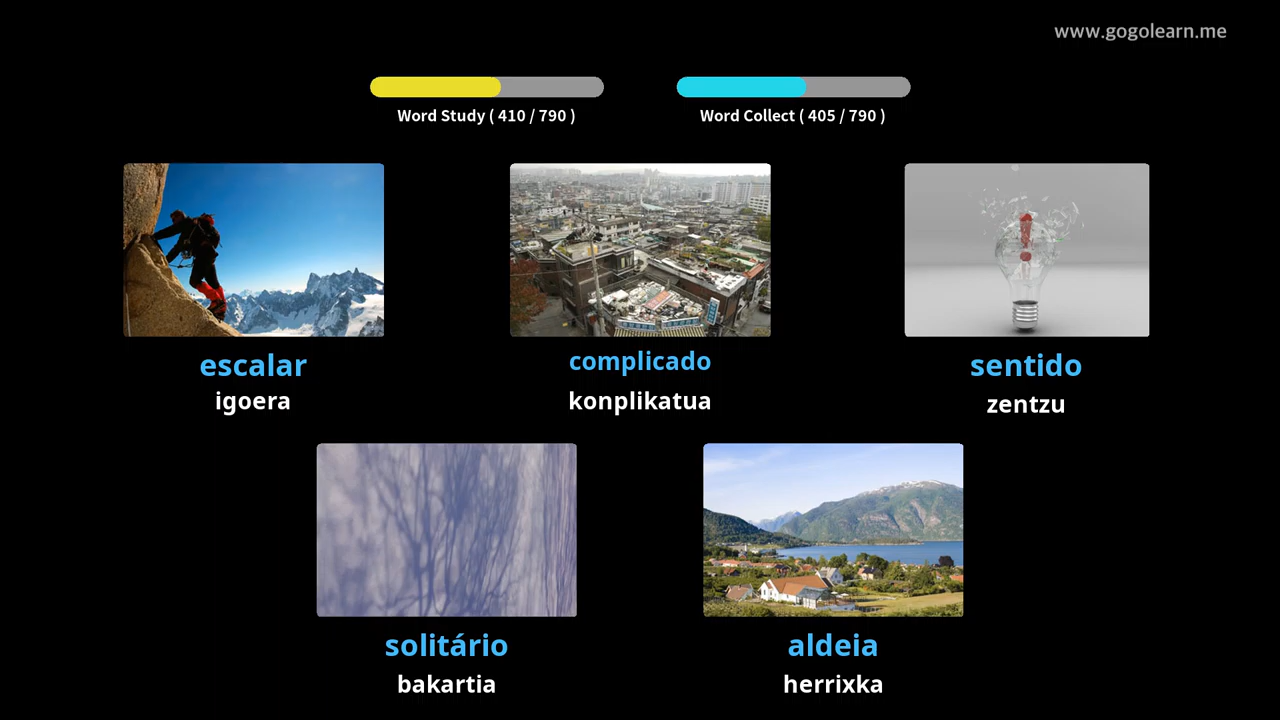 www.gogolearn.me
Word Study ( 410 / 790 )
Word Collect ( 405 / 790 )
escalar
igoera
complicado
konplikatua
sentido
zentzu
solitário
bakartia
aldeia
herrixka